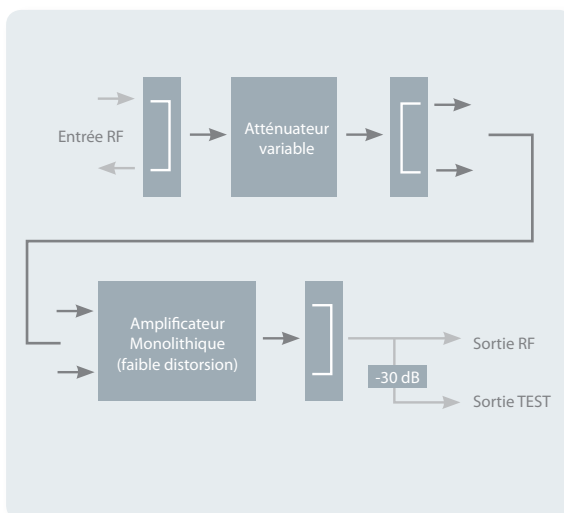 Entrée RF
Atténuateur
variable
Amplificateur
Monolithique
(faible distorsion)
Sortie RF
-30 dB
Sortie TEST